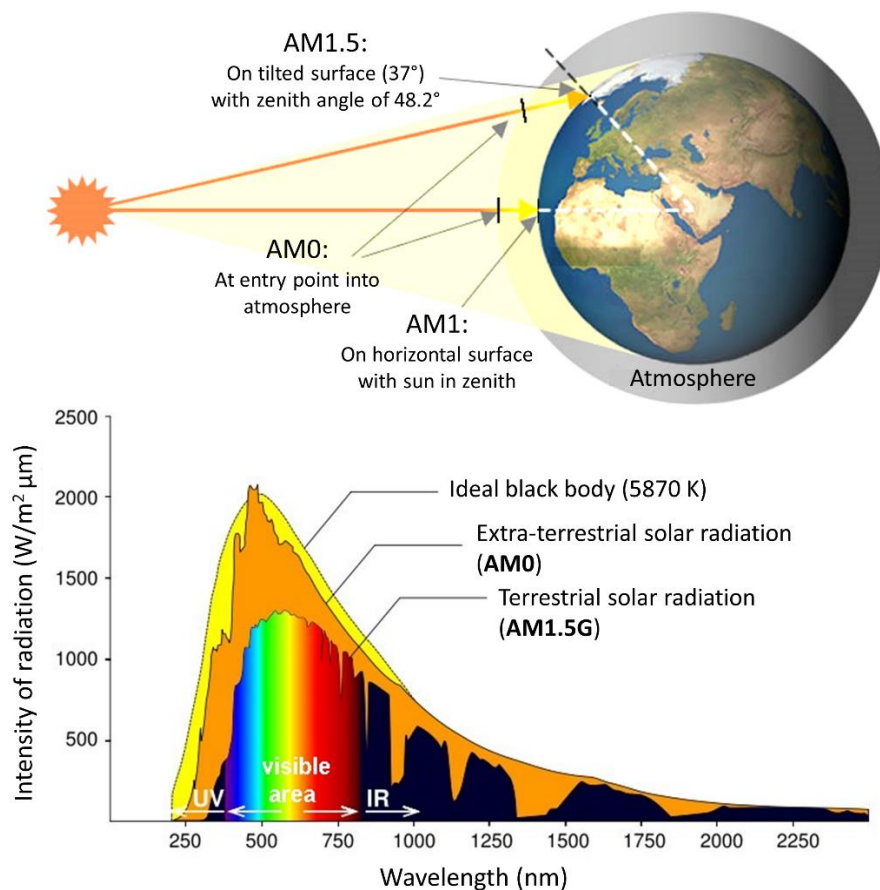 AM1.5:
On tilted surface (37°)
with zenith angle of 48.2°
AM0:
At entry point into
atmosphere
AM1:
On horizontal surface
with sun in zenith
Atmosphere
Intensity of radiation (W/m² µm)
2500
2000
1500
1000
500
Ideal black body (5870 K)
Extra-terrestrial solar radiation
(AM0)
Terrestrial solar radiation
(AM1.5G)
UV
visible
area
IR
250 500 750 1000 1250 1500 1750 2000 2250
Wavelength (nm)